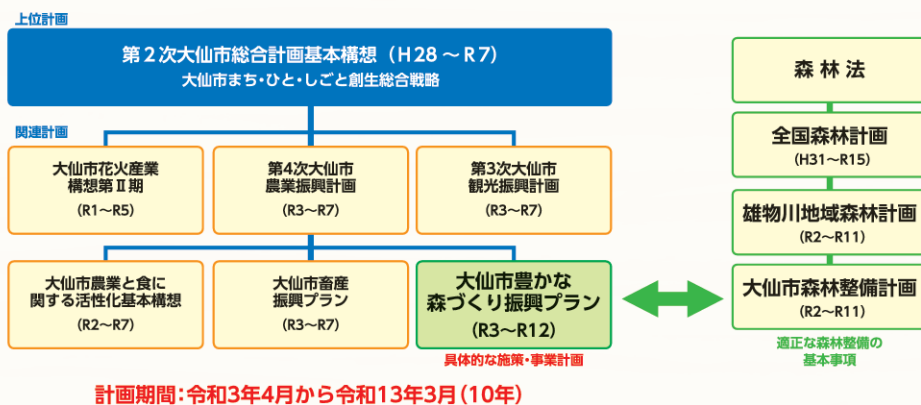 上位計画
第2次大仙市総合計画基本構想（H28～R7）
大仙市まち・ひと・しごと創生総合戦略
関連計画
大仙市花火産業
構想第Ⅱ期
（R1～R5）
第4次大仙市
農業振興計画
（R3～R7）
第3次大仙市
観光振興計画
（R3～R7）
大仙市農業と食に
関する活性化基本構想
（R2～R7）
大仙市畜産
振興プラン
（R3～R7）
大仙市豊かな
森づくり振興プラン
（R3～R12）
具体的な施策・事業計画
森林法
全国森林計画
（H31～R15）
雄物川地域森林計画
（R2～R11）
大仙市森林整備計画
（R2～R11）
適正な森林整備の
基本事項
計画期間：令和3年4月から令和13年3月（10年）